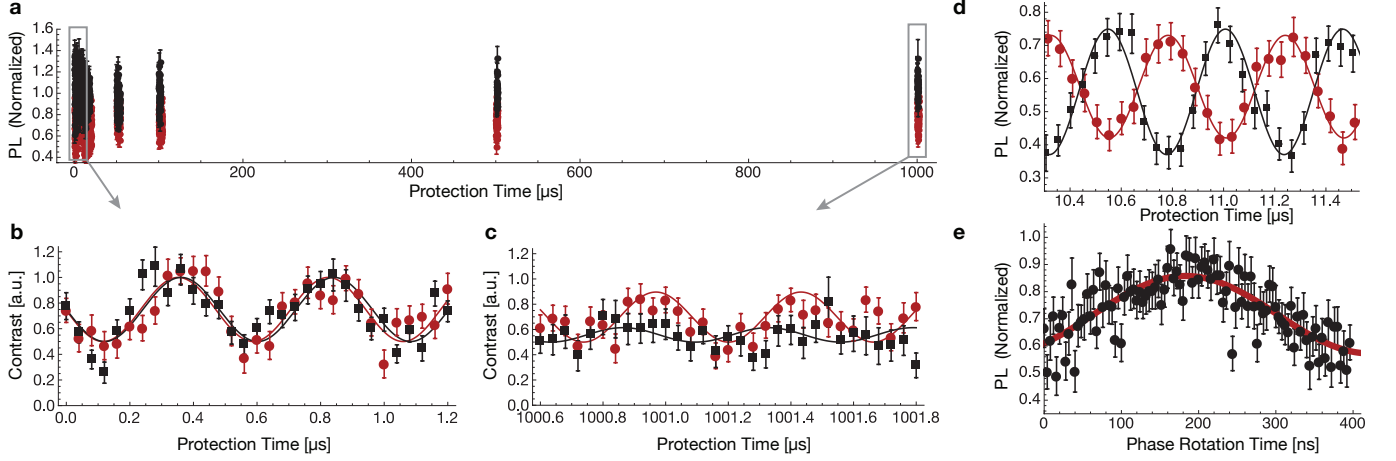 a
PL (Normalized)
1.6
1.4
1.2
1.0
0.8
0.6
0.4
0
200
400
600
800
1000
Protection Time [µs]
b
Contrast [a.u.]
1.2
1.0
0.8
0.6
0.4
0.2
0.0
0.0 0.2 0.4 0.6 0.8 1.0 1.2
Protection Time [µs]
c
Contrast [a.u.]
1.2
1.0
0.8
0.6
0.4
0.2
0.0
1000.6 1000.8 1001.0 1001.2 1001.4 1001.6 1001.8
Protection Time [µs]
d
PL (Normalized)
0.8
0.7
0.6
0.5
0.4
0.3
10.4 10.6 10.8 11.0 11.2 11.4
Protection Time [µs]
e
PL (Normalized)
1.0
0.9
0.8
0.7
0.6
0.5
0.4
0 100 200 300 400
Phase Rotation Time [ns]